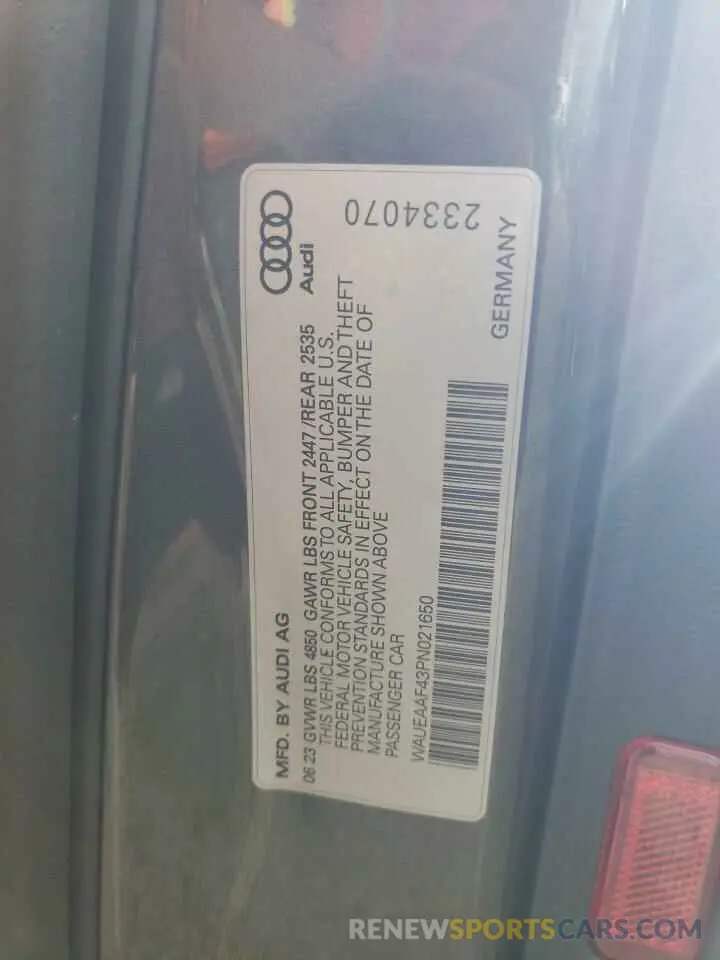 MFD. BY AUDI AG
Audi
06 23 GVWR LBS 4850 GAWR LBS FRONT 2447/REAR 2535
THIS VEHICLE CONFORMS TO ALL APPLICABLE U.S.
FEDERAL MOTOR VEHICLE SAFETY, BUMPER AND THEFT
PREVENTION STANDARDS IN EFFECT ON THE DATE OF
MANUFACTURE SHOWN ABOVE
PASSENGER CAR
WAUEAAF43PN021650
GERMANY
2334070
RENEWSPORTSCARS.COM